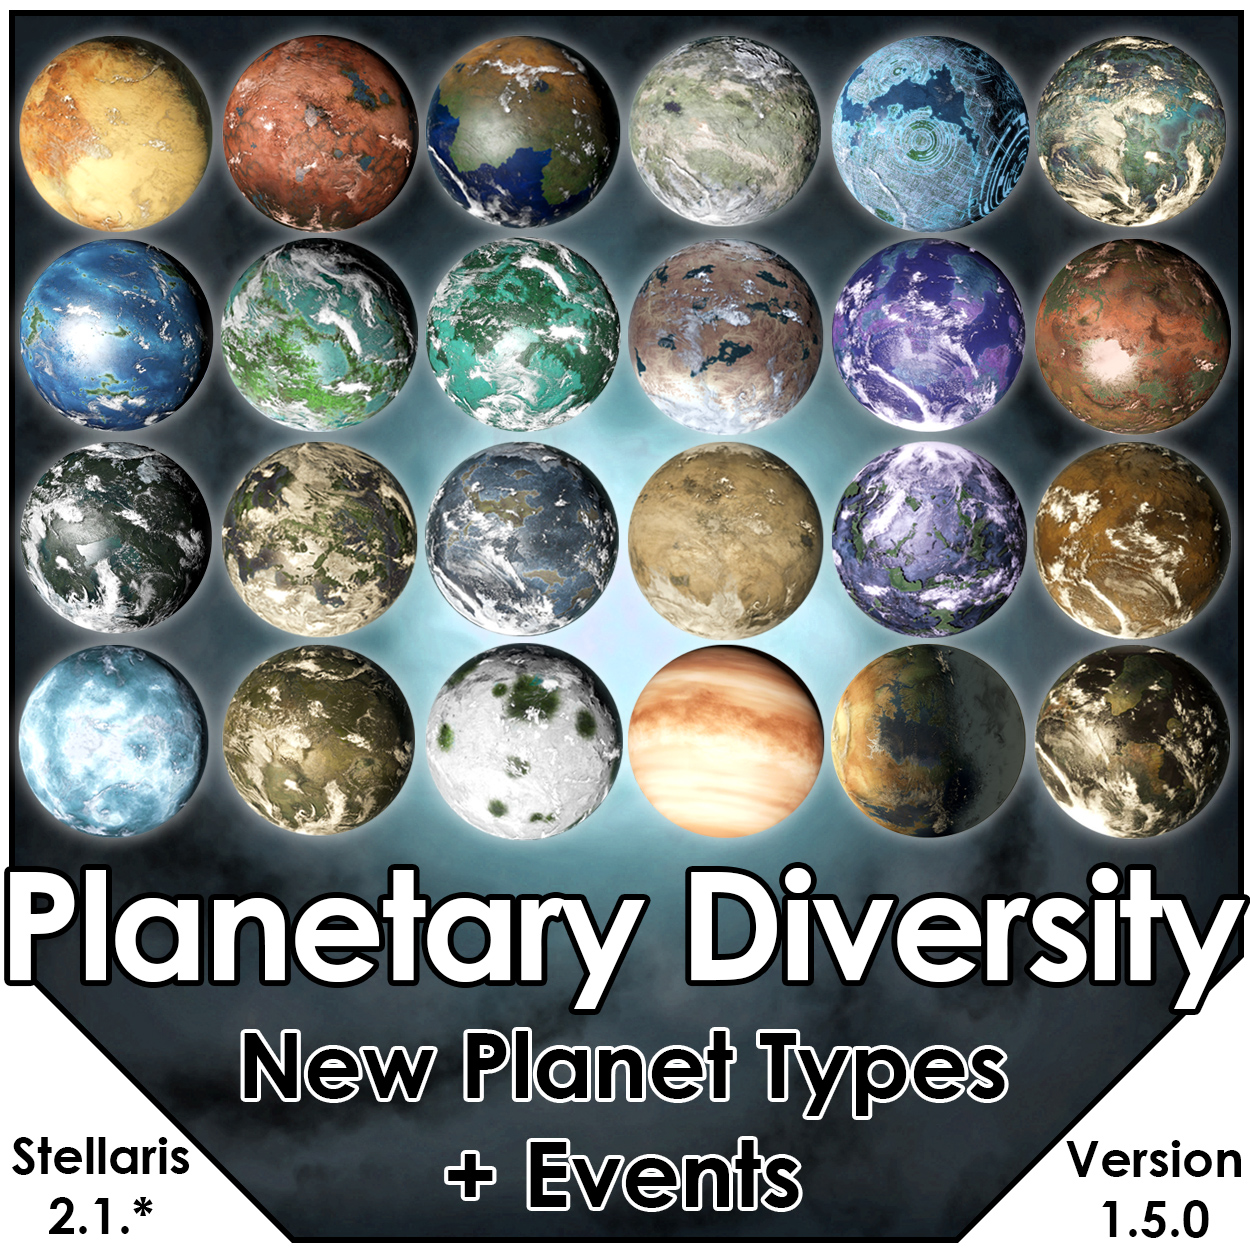 Planetary Diversity
New Planet Types
+ Events
Stellaris
2.1.*
Version
1.5.0